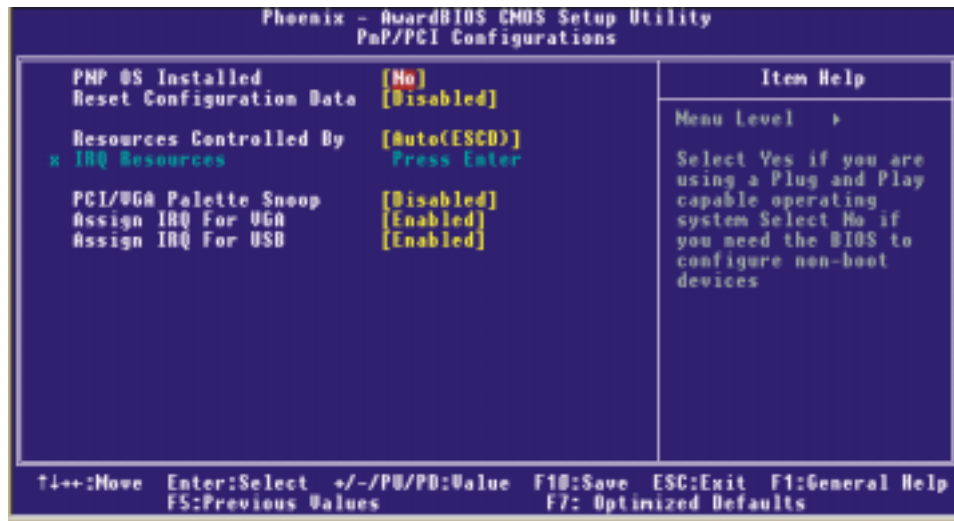 Phoenix - AwardBIOS CMOS Setup Utility
PnP/PCI Configurations
PNP OS Installed [No]
Reset Configuration Data [Disabled]
Resources Controlled By [Auto(ESCD)]
x IRQ Resources Press Enter
PCI/VGA Palette Snoop [Disabled]
Assign IRQ For VGA [Enabled]
Assign IRQ For USB [Enabled]
Item Help
Menu Level ▸
Select Yes if you are
using a Plug and Play
capable operating
system Select No if
you need the BIOS to
configure non-boot
devices
↑↓→←:Move Enter:Select +/-/PU/PD:Value F10:Save ESC:Exit F1:General Help
F5:Previous Values F7: Optimized Defaults